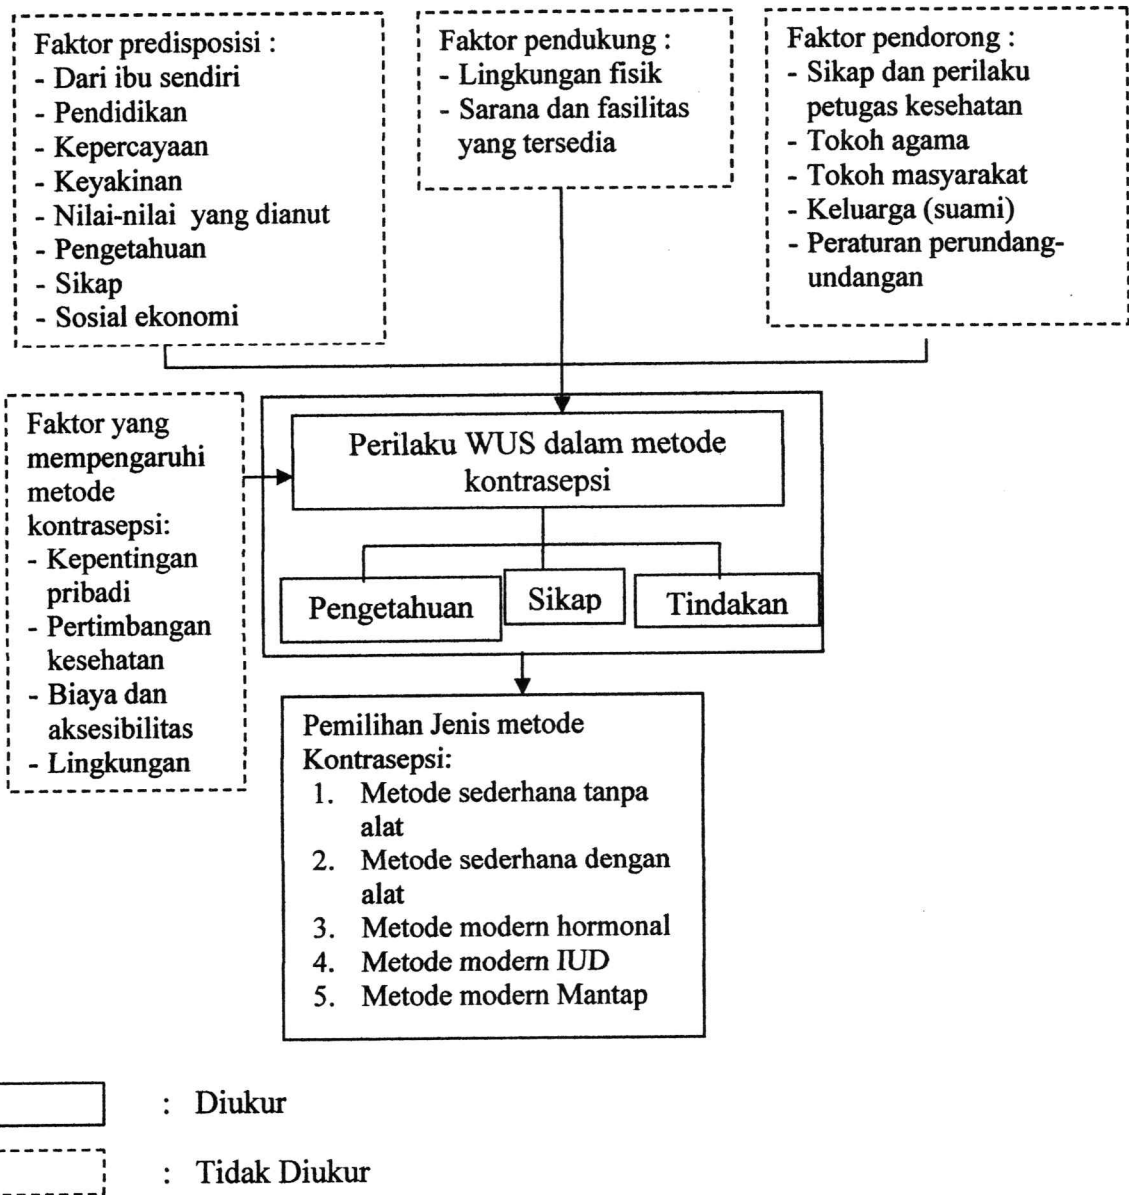 Faktor predisposisi :
- Dari ibu sendiri
- Pendidikan
- Kepercayaan
- Keyakinan
- Nilai-nilai yang dianut
- Pengetahuan
- Sikap
- Sosial ekonomi
Faktor pendukung :
- Lingkungan fisik
- Sarana dan fasilitas
yang tersedia
Faktor pendorong :
- Sikap dan perilaku
petugas kesehatan
- Tokoh agama
- Tokoh masyarakat
- Keluarga (suami)
- Peraturan perundang-
undangan
Faktor yang
mempengaruhi
metode
kontrasepsi:
- Kepentingan
pribadi
- Pertimbangan
kesehatan
- Biaya dan
aksesibilitas
- Lingkungan
Perilaku WUS dalam metode
kontrasepsi
Pengetahuan
Sikap
Tindakan
Pemilihan Jenis metode
Kontrasepsi:
1. Metode sederhana tanpa
alat
2. Metode sederhana dengan
alat
3. Metode modern hormonal
4. Metode modern IUD
5. Metode modern Mantap
: Diukur
: Tidak Diukur